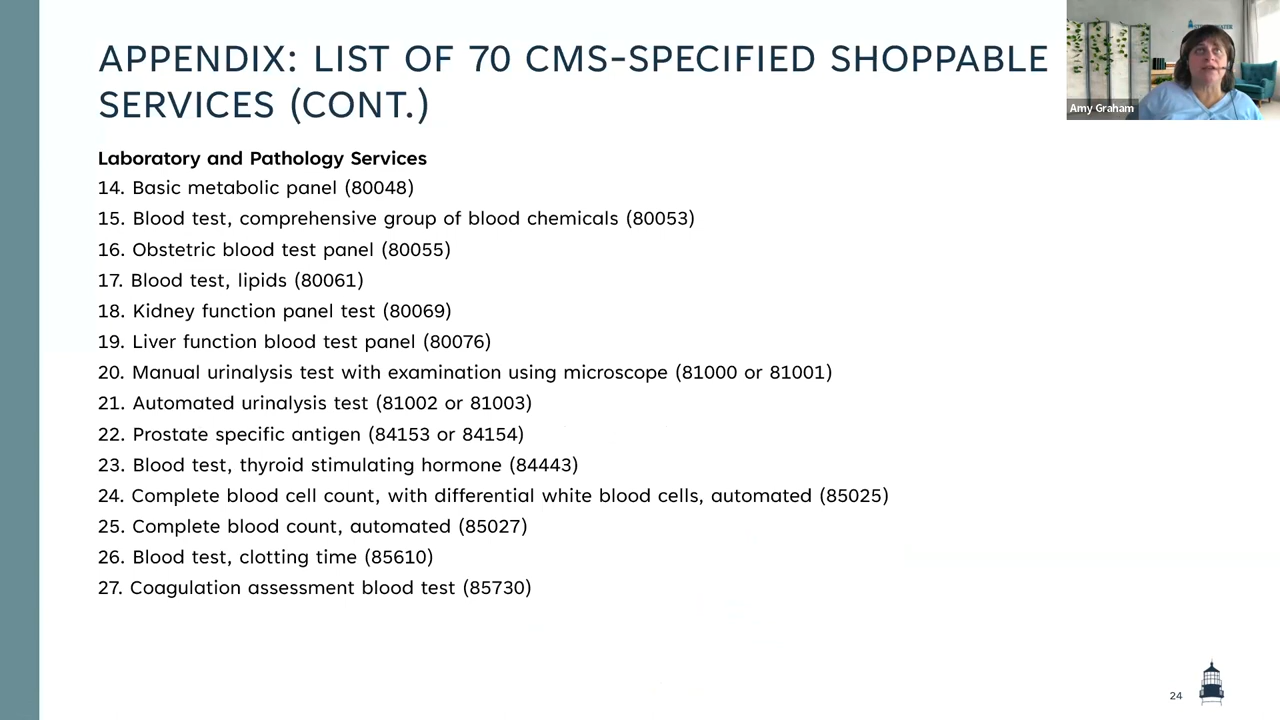 APPENDIX: LIST OF 70 CMS-SPECIFIED SHOPPABLE
SERVICES (CONT.)
Amy Graham
Laboratory and Pathology Services
14. Basic metabolic panel (80048)
15. Blood test, comprehensive group of blood chemicals (80053)
16. Obstetric blood test panel (80055)
17. Blood test, lipids (80061)
18. Kidney function panel test (80069)
19. Liver function blood test panel (80076)
20. Manual urinalysis test with examination using microscope (81000 or 81001)
21. Automated urinalysis test (81002 or 81003)
22. Prostate specific antigen (84153 or 84154)
23. Blood test, thyroid stimulating hormone (84443)
24. Complete blood cell count, with differential white blood cells, automated (85025)
25. Complete blood count, automated (85027)
26. Blood test, clotting time (85610)
27. Coagulation assessment blood test (85730)
24